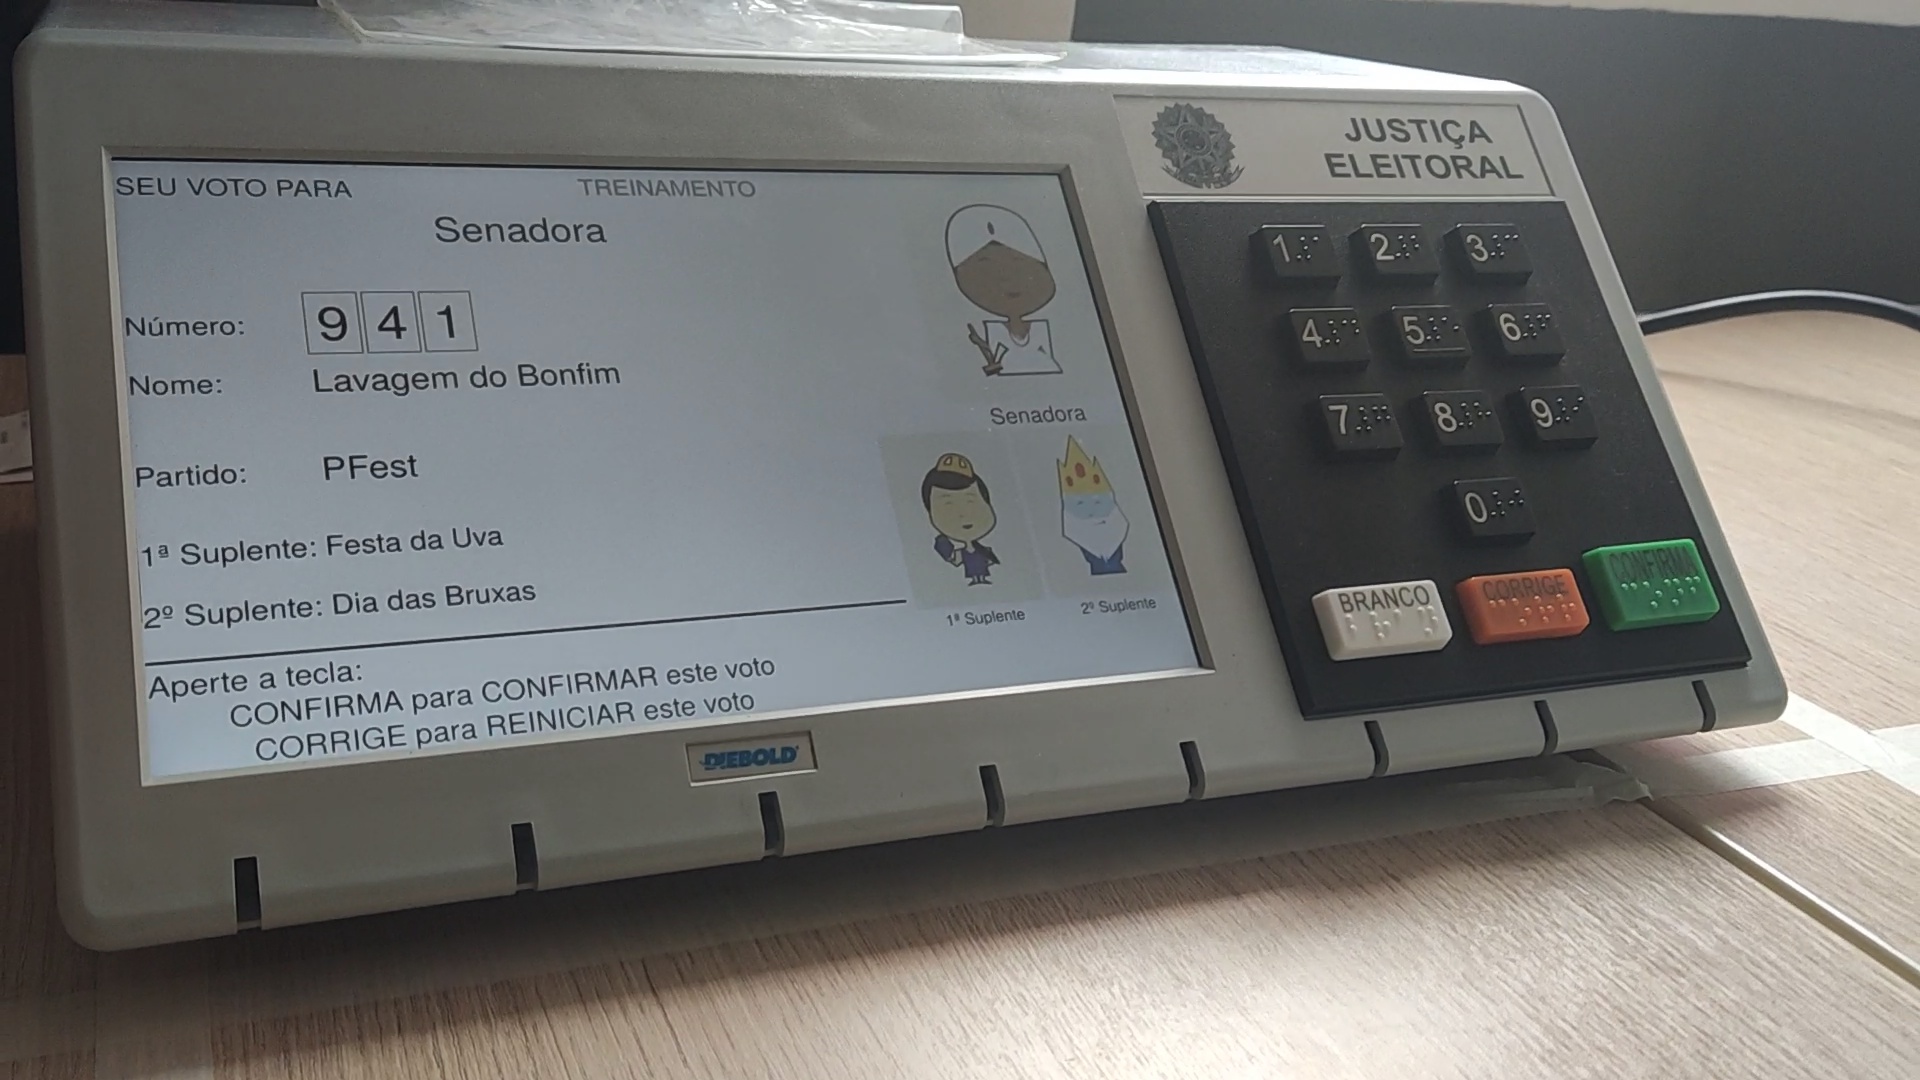 SEU VOTO PARA
TREINAMENTO
Senadora
Número: 9 4 1
Nome: Lavagem do Bonfim
Partido: PFest
1ª Suplente: Festa da Uva
2º Suplente: Dia das Bruxas
Senadora
1ª Suplente
2º Suplente
Aperte a tecla:
CONFIRMA para CONFIRMAR este voto
CORRIGE para REINICIAR este voto
DIEBOLD
JUSTIÇA
ELEITORAL
1 2 3
4 5 6
7 8 9
0
BRANCO CORRIGE CONFIRMA